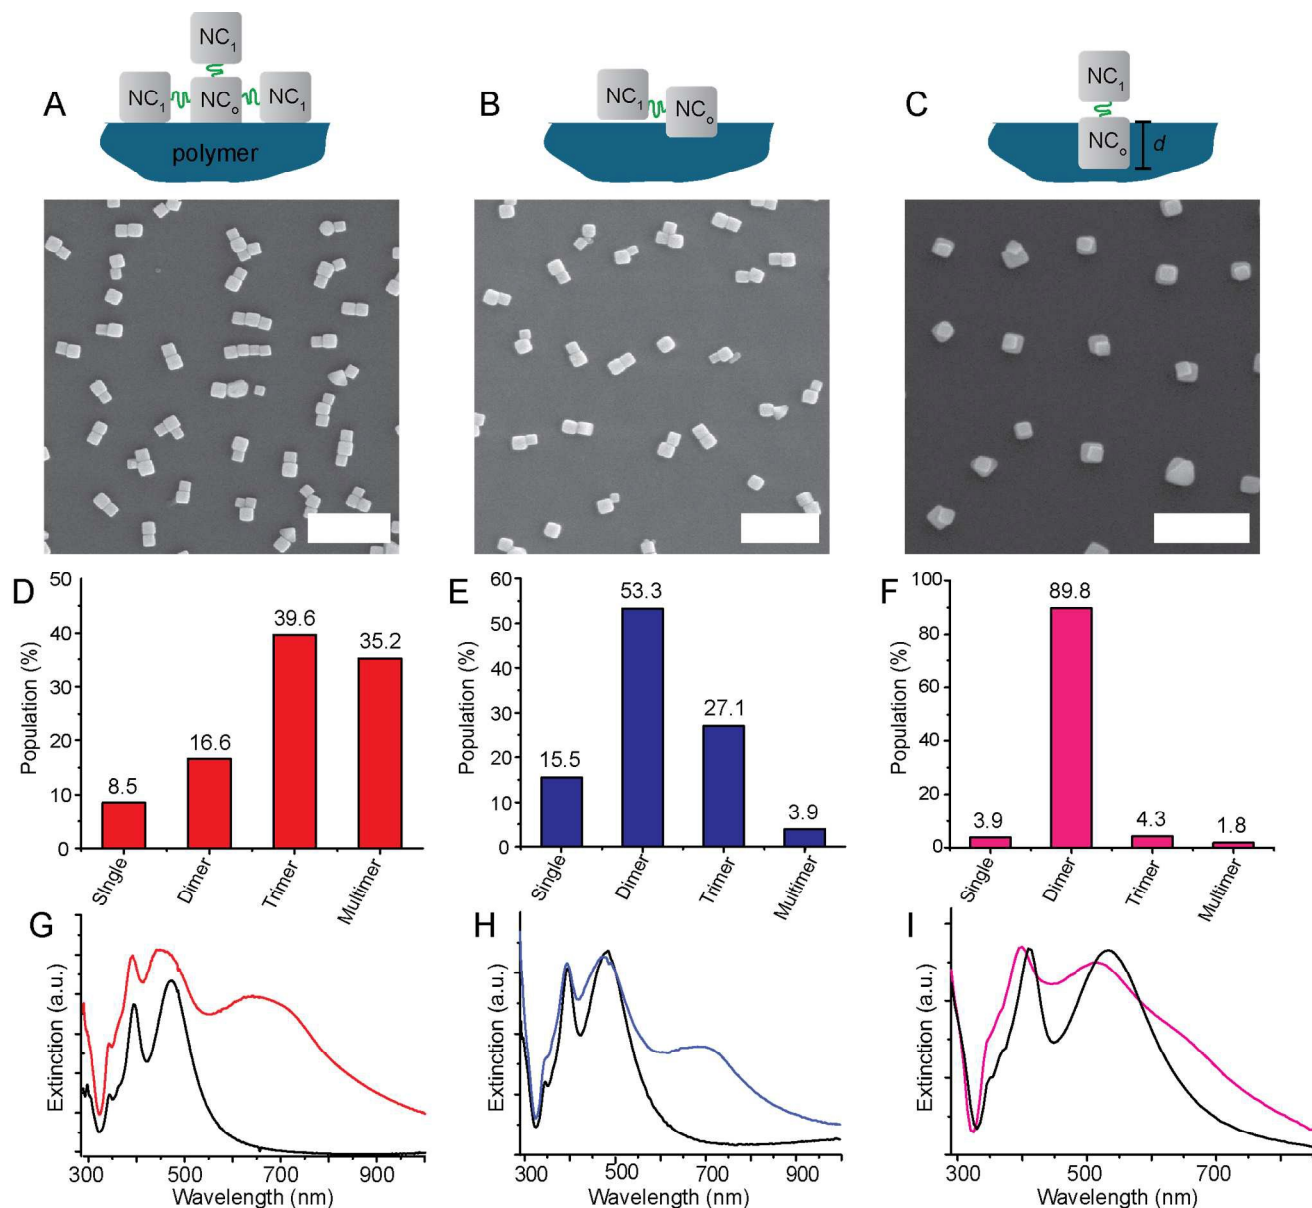 A
NC1
NC1
NCo
NC1
polymer
B
NC1
NCo
C
NC1
NCo
d
D
Population (%)
50
40
30
20
10
0
8.5
16.6
39.6
35.2
SIngle
Dimer
Trimer
Multimer
E
Population (%)
60
50
40
30
20
10
0
15.5
53.3
27.1
3.9
Single
Dimer
Trimer
Multimer
F
Population (%)
100
80
60
40
20
0
3.9
89.8
4.3
1.8
Single
Dimer
Trimer
Multimer
G
Extinction (a.u.)
300
500
700
900
Wavelength (nm)
H
Extinction (a.u.)
300
500
700
900
Wavelength (nm)
I
Extinction (a.u.)
300
500
700
Wavelength (nm)